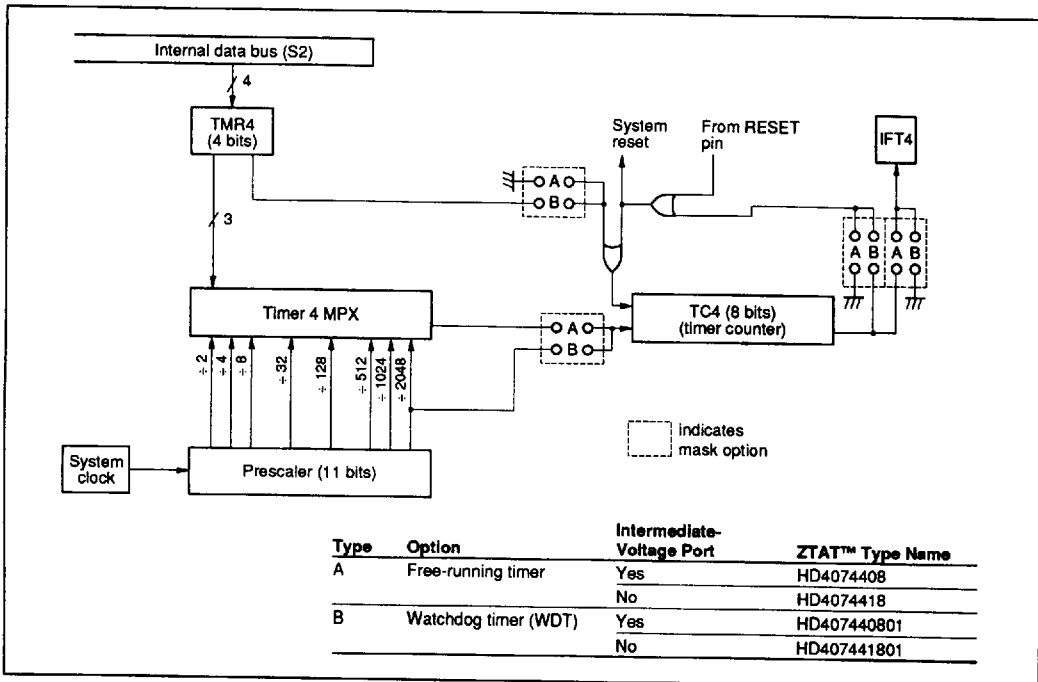 Internal data bus (S2)
4
TMR4
(4 bits)
System
reset
From RESET
pin
IFT4
A
B
3
A B A B
Timer 4 MPX
A
B
TC4 (8 bits)
(timer counter)
÷ 2
÷ 4
÷ 8
÷ 32
÷ 128
÷ 512
÷ 1024
÷ 2048
indicates
mask option
System
clock
Prescaler (11 bits)
Type Option Intermediate-
Voltage Port ZTAT™ Type Name
A Free-running timer Yes HD4074408
No HD4074418
B Watchdog timer (WDT) Yes HD407440801
No HD407441801